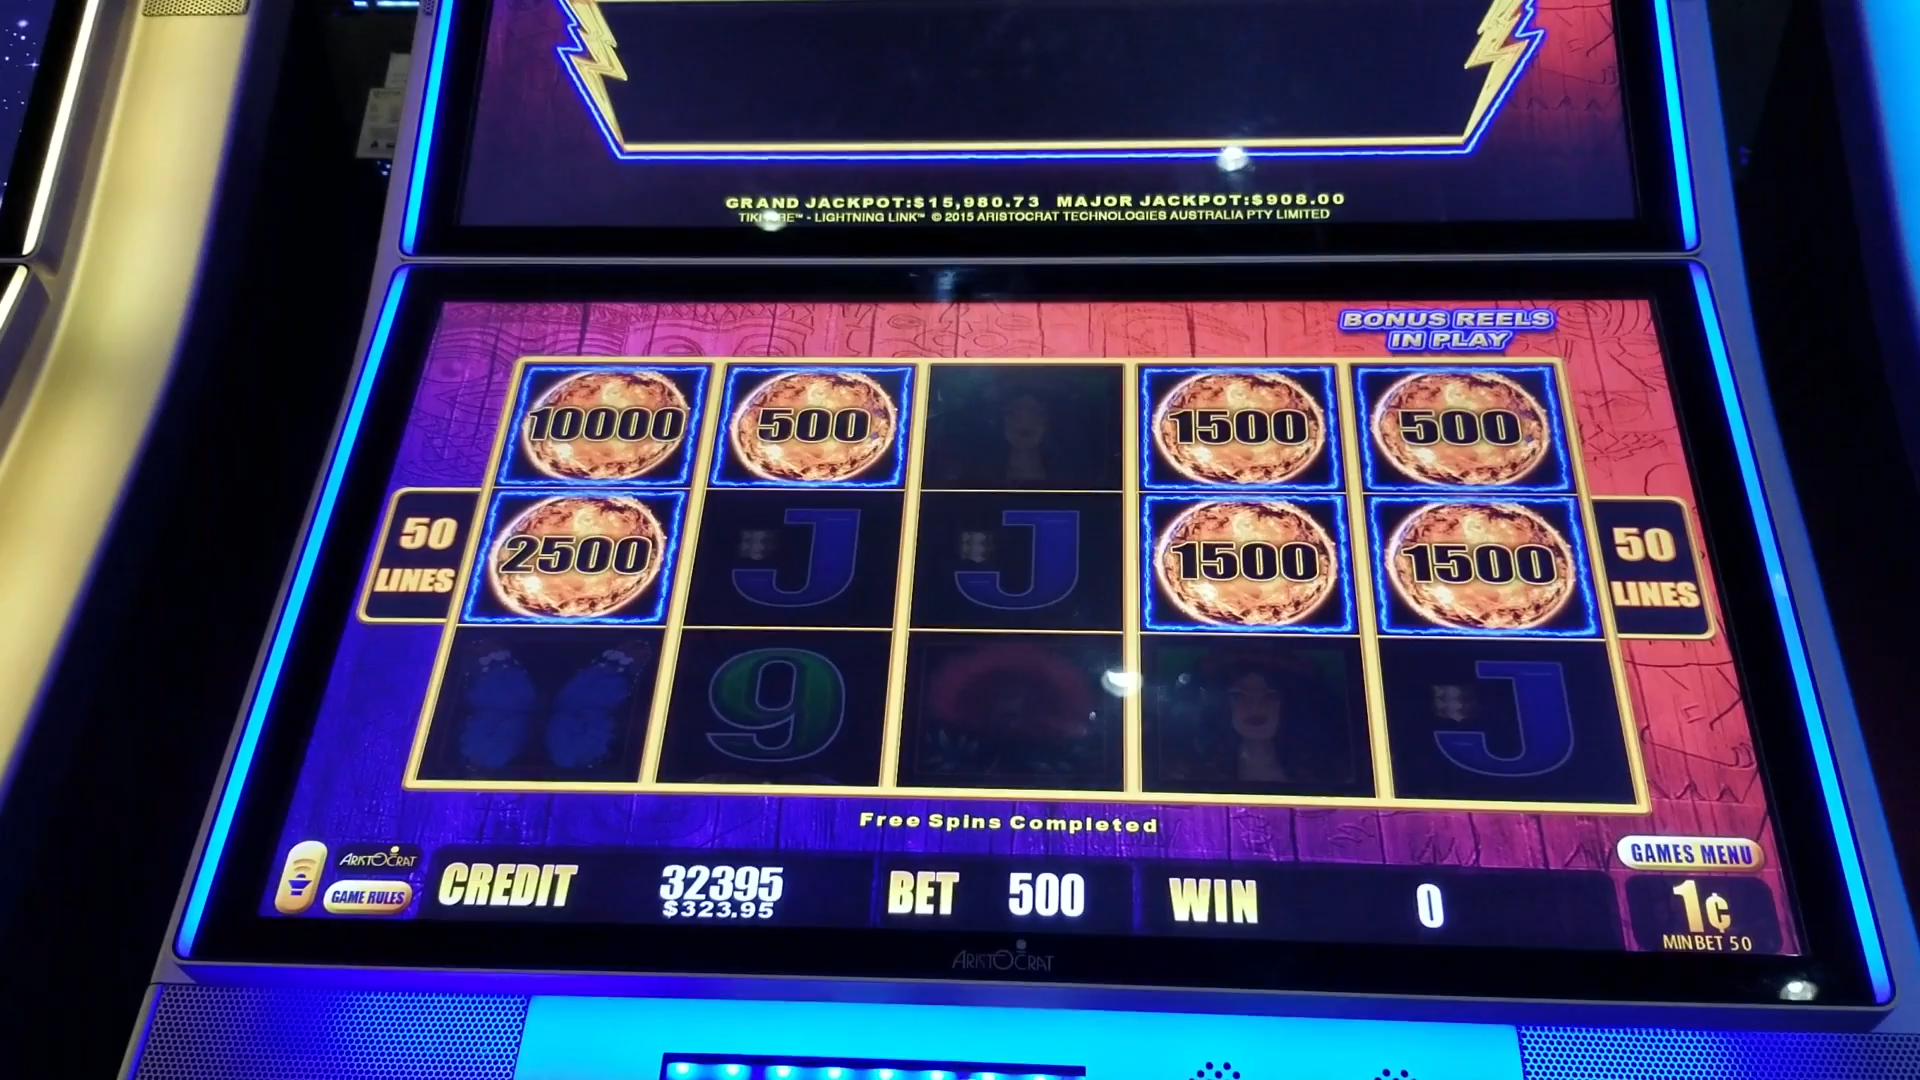 GRAND JACKPOT:$15,980.73 MAJOR JACKPOT:$908.00
LIGHTNING LINK™ © 2015 ARISTOCRAT TECHNOLOGIES AUSTRALIA PTY LIMITED
BONUS REELS
IN PLAY
10000 500 1500 500
50
LINES
2500 J J 1500 1500
50
LINES
9 J
Free Spins Completed
ARISTOCRAT
GAME RULES
CREDIT 32395
$323.95
BET 500
WIN 0
GAMES MENU
1¢
MIN BET 50
ARISTOCRAT